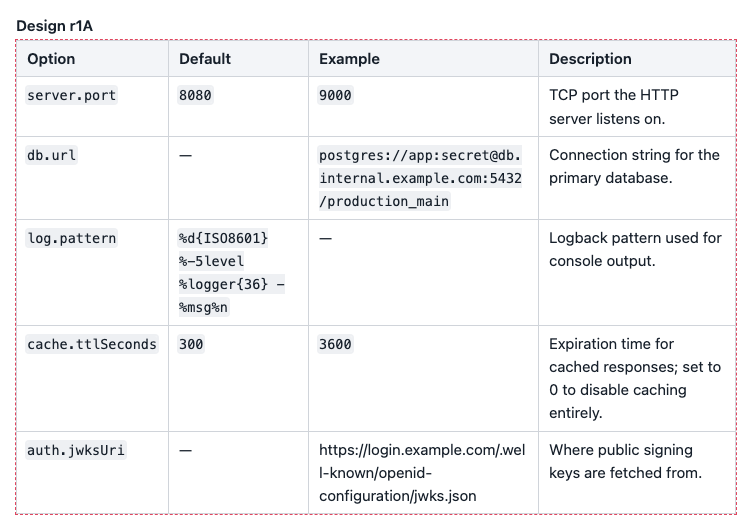 Design r1A
Option Default Example Description
server.port 8080 9000 TCP port the HTTP
server listens on.
db.url — postgres://app:secret@db. Connection string for the
internal.example.com:5432 primary database.
/production_main
log.pattern %d{ISO8601} — Logback pattern used for
%-5level console output.
%logger{36} -
%msg%n
cache.ttlSeconds 300 3600 Expiration time for
cached responses; set to
0 to disable caching
entirely.
auth.jwksUri — https://login.example.com/.wel Where public signing
l-known/openid- keys are fetched from.
configuration/jwks.json